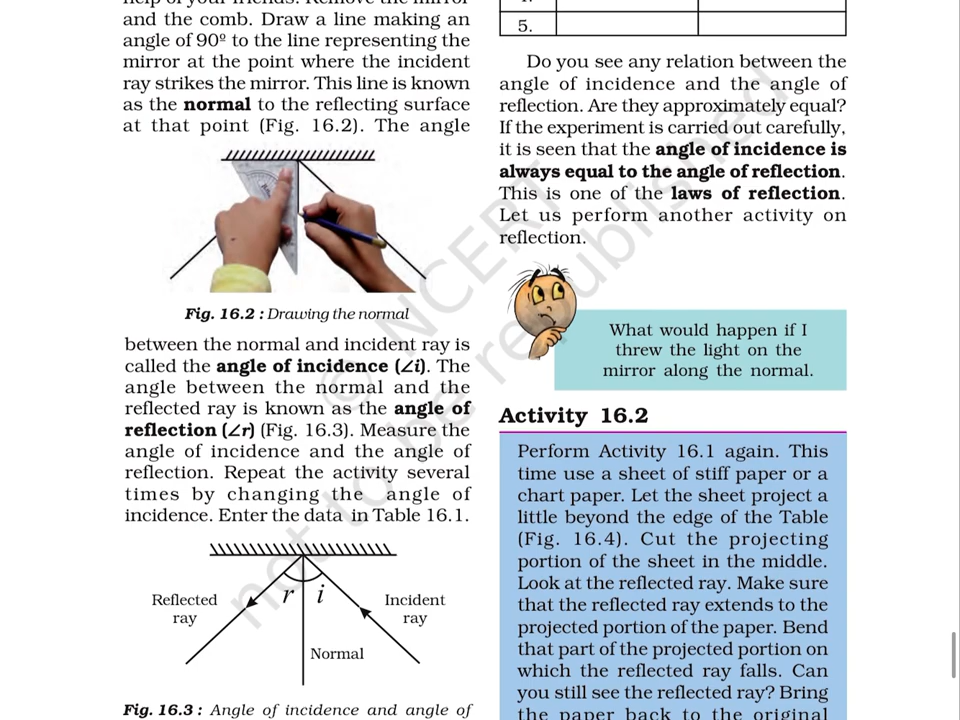 help of your friends. Remove the mirror
and the comb. Draw a line making an
angle of 90º to the line representing the
mirror at the point where the incident
ray strikes the mirror. This line is known
as the normal to the reflecting surface
at that point (Fig. 16.2). The angle
Fig. 16.2 : Drawing the normal
between the normal and incident ray is
called the angle of incidence (∠i). The
angle between the normal and the
reflected ray is known as the angle of
reflection (∠r) (Fig. 16.3). Measure the
angle of incidence and the angle of
reflection. Repeat the activity several
times by changing the angle of
incidence. Enter the data in Table 16.1.
r i
Reflected
ray
Incident
ray
Normal
Fig. 16.3 : Angle of incidence and angle of
5.
Do you see any relation between the
angle of incidence and the angle of
reflection. Are they approximately equal?
If the experiment is carried out carefully,
it is seen that the angle of incidence is
always equal to the angle of reflection.
This is one of the laws of reflection.
Let us perform another activity on
reflection.
What would happen if I
threw the light on the
mirror along the normal.
Activity 16.2
Perform Activity 16.1 again. This
time use a sheet of stiff paper or a
chart paper. Let the sheet project a
little beyond the edge of the Table
(Fig. 16.4). Cut the projecting
portion of the sheet in the middle.
Look at the reflected ray. Make sure
that the reflected ray extends to the
projected portion of the paper. Bend
that part of the projected portion on
which the reflected ray falls. Can
you still see the reflected ray? Bring
the paper back to the original
© NCERT
not to be republished